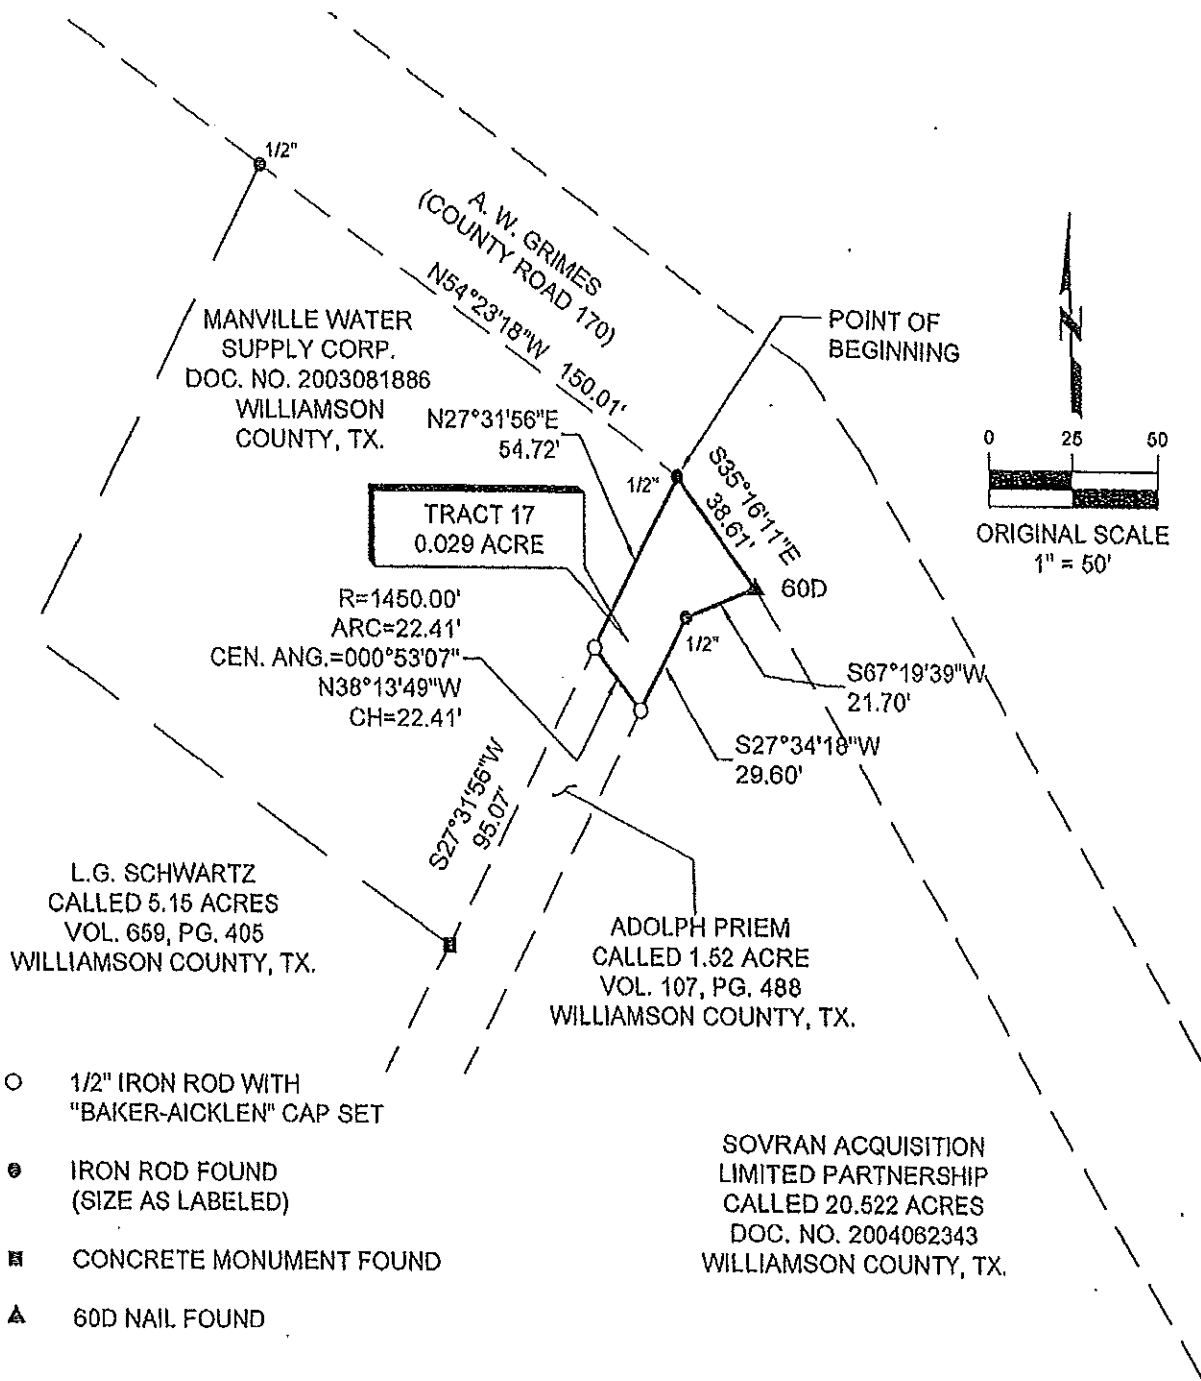 1/2"
A. W. GRIMES
(COUNTY ROAD 170)
N54°23'18"W 150.01'
MANVILLE WATER
SUPPLY CORP.
DOC. NO. 2003081886
WILLIAMSON
COUNTY, TX.
POINT OF
BEGINNING
N
0 25 50
ORIGINAL SCALE
1" = 50'
N27°31'56"E
54.72'
1/2"
S35°16'11"E
38.61'
TRACT 17
0.029 ACRE
60D
1/2"
R=1450.00'
ARC=22.41'
CEN. ANG.=000°53'07"
N38°13'49"W
CH=22.41'
S67°19'39"W
21.70'
S27°34'18"W
29.60'
S27°31'56"W
95.07'
L.G. SCHWARTZ
CALLED 5.15 ACRES
VOL. 659, PG. 405
WILLIAMSON COUNTY, TX.
ADOLPH PRIEM
CALLED 1.52 ACRE
VOL. 107, PG. 488
WILLIAMSON COUNTY, TX.
1/2" IRON ROD WITH
"BAKER-AICKLEN" CAP SET
IRON ROD FOUND
(SIZE AS LABELED)
CONCRETE MONUMENT FOUND
60D NAIL FOUND
SOVRAN ACQUISITION
LIMITED PARTNERSHIP
CALLED 20.522 ACRES
DOC. NO. 2004062343
WILLIAMSON COUNTY, TX.